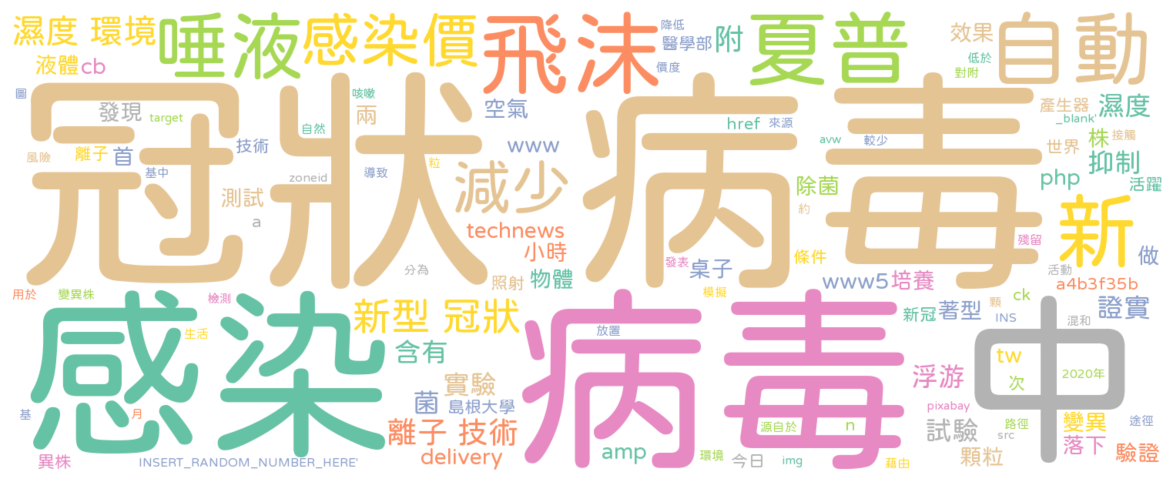 濕度 環境
唾液
感染價
飛沫
降低
醫學部
附
夏普
效果
低於
對附
自動
液體
cb
價度
圖
發現
target
咳嗽
兩
自然
空氣
www
href
來源
產生器
濕度
_blank'
風險
離子
首
基中
技術
導致
粒
冠狀
病毒
avw
較少
世界
株
接觸
抑制
zoneid
減少
除菌
php
活躍
測試
a
technews
小時
約
新
殘留
分為
照射
物體
發表
桌子
條件
做
用於
變異株
檢測
模擬
www5
培養
活動
a4b3f35b
ck
感染
生活
新型 冠狀
放置
病毒
新冠
著型
顆
INS
混和
證實
中
含有
tw
次
2020年
實驗
浮游
基
月
菌
島根大學
pixabay
路徑
變異
途徑
離子 技術
源自於
n
試驗
src
落下
驗證
異株
INSERT_RANDOM_NUMBER_HERE'
delivery
amp
環境
今日
img
藉由
顆粒